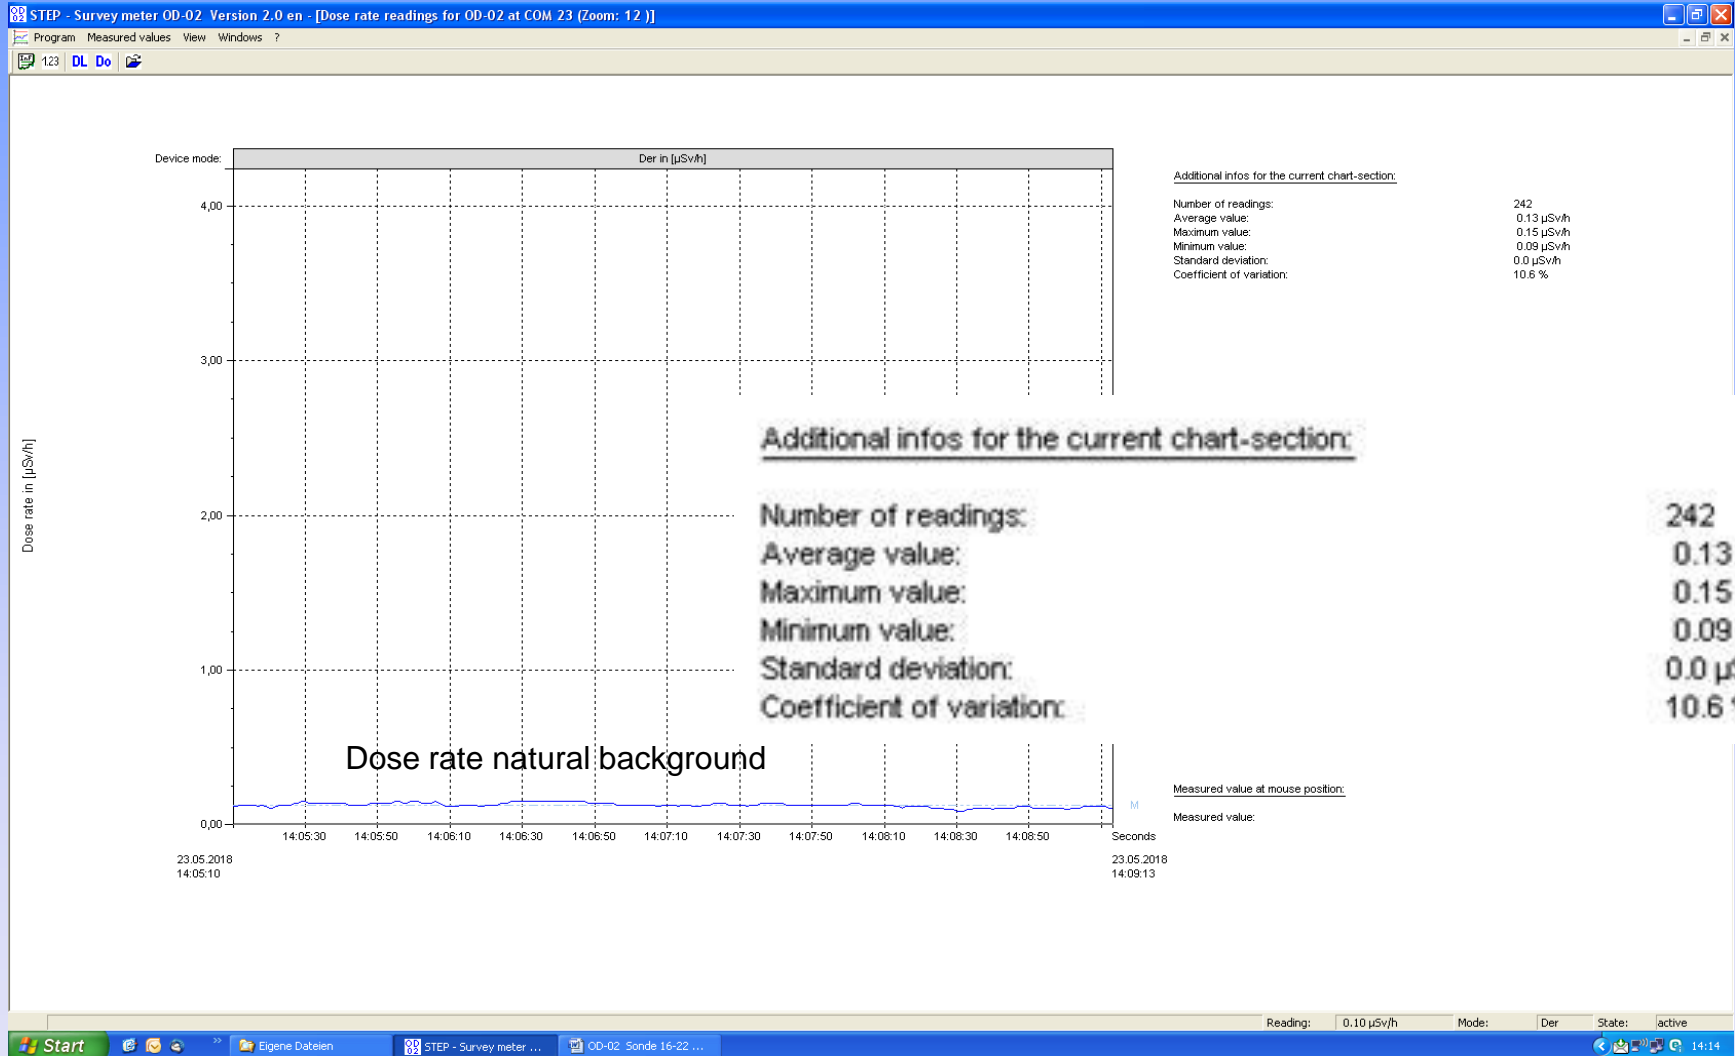 OD 02 STEP - Survey meter OD-02 Version 2.0 en - [Dose rate readings for OD-02 at COM 23 (Zoom: 12 )]
Program Measured values View Windows ?
1.23 DL Do
Device mode: Der in [µSv/h]
4,00
3,00
2,00
1,00
0,00
Dose rate in [µSv/h]
Additional infos for the current chart-section:
Number of readings: 242
Average value: 0.13 µSv/h
Maximum value: 0.15 µSv/h
Minimum value: 0.09 µSv/h
Standard deviation: 0.0 µSv/h
Coefficient of variation: 10.6 %
Additional infos for the current chart-section:
Number of readings: 242
Average value: 0.13
Maximum value: 0.15
Minimum value: 0.09
Standard deviation: 0.0 µS
Coefficient of variation: 10.6
Dose rate natural background
M
Measured value at mouse position:
Measured value:
14:05:30 14:05:50 14:06:10 14:06:30 14:06:50 14:07:10 14:07:30 14:07:50 14:08:10 14:08:30 14:08:50 Seconds
23.05.2018
14:05:10
23.05.2018
14:09:13
Reading: 0.10 µSv/h Mode: Der State: active
Start » Eigene Dateien OD 02 STEP - Survey meter ... OD-02 Sonde 16-22 ... 14:14